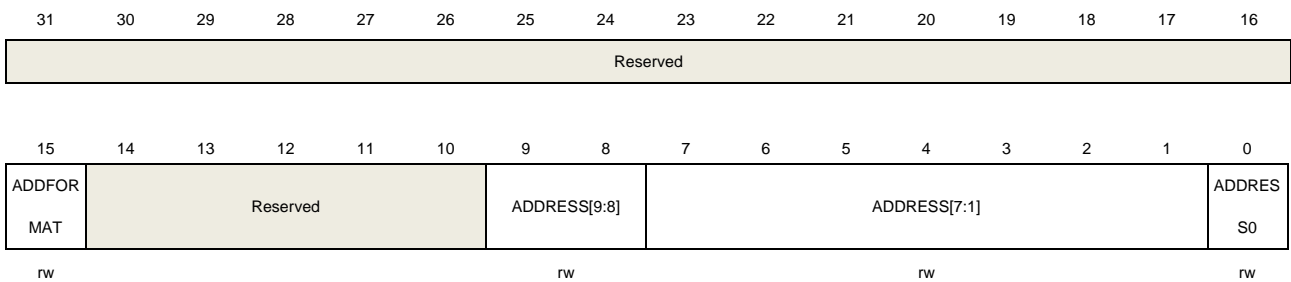 31 30 29 28 27 26 25 24 23 22 21 20 19 18 17 16
Reserved
15 14 13 12 11 10 9 8 7 6 5 4 3 2 1 0
ADDFOR
MAT
Reserved
ADDRESS[9:8]
ADDRESS[7:1]
ADDRES
S0
rw rw rw rw